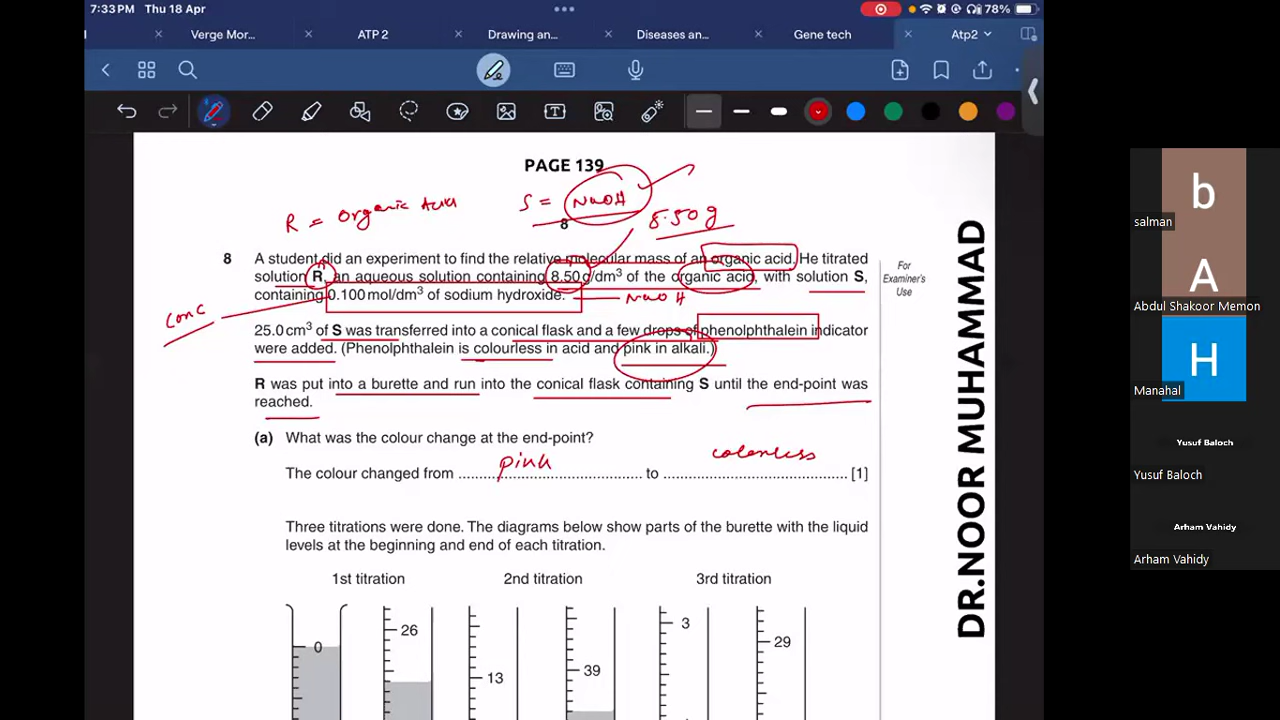 7:33PM Thu 18 Apr
78%
Verge Mor...
ATP 2
Drawing an...
Diseases an...
Gene tech
Atp2
PAGE 139
R = Organic Acid
S = NaOH
8.50 g
8
8 A student did an experiment to find the relative molecular mass of an organic acid. He titrated
solution R, an aqueous solution containing 8.50 g/dm³ of the organic acid, with solution S,
containing 0.100 mol/dm³ of sodium hydroxide.
NaOH
conc
For
Examiner's
Use
25.0 cm³ of S was transferred into a conical flask and a few drops of phenolphthalein indicator
were added. (Phenolphthalein is colourless in acid and pink in alkali.)
R was put into a burette and run into the conical flask containing S until the end-point was
reached.
(a) What was the colour change at the end-point?
The colour changed from pink to colorless [1]
Three titrations were done. The diagrams below show parts of the burette with the liquid
levels at the beginning and end of each titration.
1st titration 2nd titration 3rd titration
0 26 13 39 3 29
DR.NOOR MUHAMMAD
b
salman
A
Abdul Shakoor Memon
H
Manahal
Yusuf Baloch
Yusuf Baloch
Arham Vahidy
Arham Vahidy